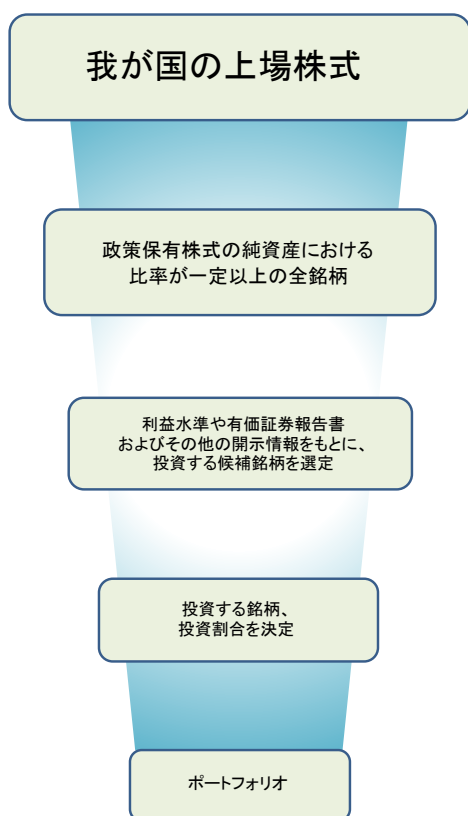 我が国の上場株式
政策保有株式の純資産における
比率が一定以上の全銘柄
利益水準や有価証券報告書
およびその他の開示情報をもとに、
投資する候補銘柄を選定
投資する銘柄、
投資割合を決定
ポートフォリオ